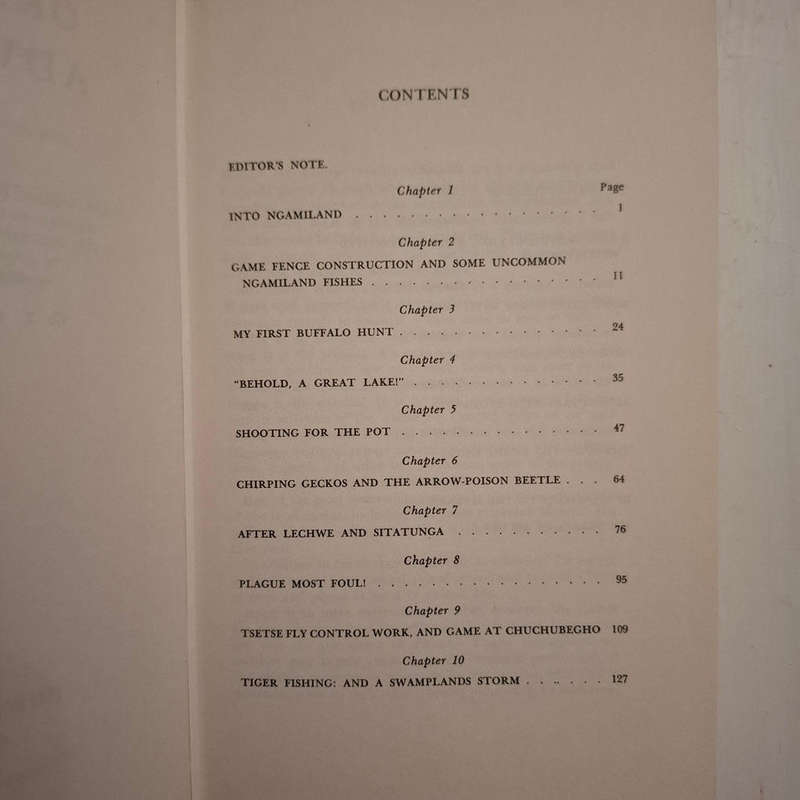 CONTENTS
EDITOR'S NOTE.
Chapter 1 Page
INTO NGAMILAND . . . . . . . . . . . . . . . . . . 1
Chapter 2
GAME FENCE CONSTRUCTION AND SOME UNCOMMON
NGAMILAND FISHES . . . . . . . . . . . . . . . . . 11
Chapter 3
MY FIRST BUFFALO HUNT . . . . . . . . . . . . . . . 24
Chapter 4
"BEHOLD, A GREAT LAKE!" . . . . . . . . . . . . . . 35
Chapter 5
SHOOTING FOR THE POT . . . . . . . . . . . . . . . 47
Chapter 6
CHIRPING GECKOS AND THE ARROW-POISON BEETLE . . . 64
Chapter 7
AFTER LECHWE AND SITATUNGA . . . . . . . . . . . 76
Chapter 8
PLAGUE MOST FOUL! . . . . . . . . . . . . . . . . . 95
Chapter 9
TSETSE FLY CONTROL WORK, AND GAME AT CHUCHUBEGHO 109
Chapter 10
TIGER FISHING: AND A SWAMPLANDS STORM . . .. . . . 127